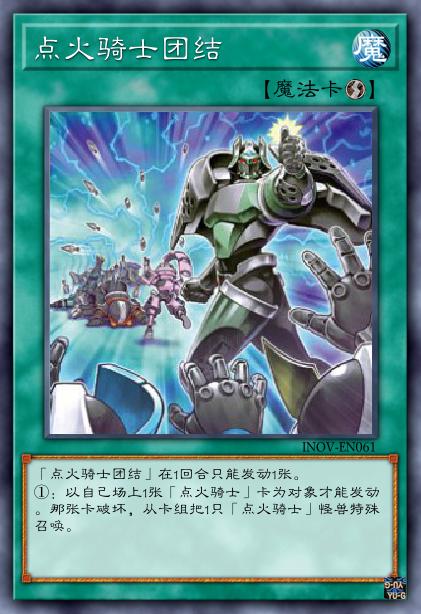 点火骑士团结
魔
【魔法卡】
INOV-EN061
「点火骑士团结」在1回合只能发动1张。
①：以自己场上1张「点火骑士」卡为对象才能发动
。那张卡破坏，从卡组把1只「点火骑士」怪兽特殊
召唤。